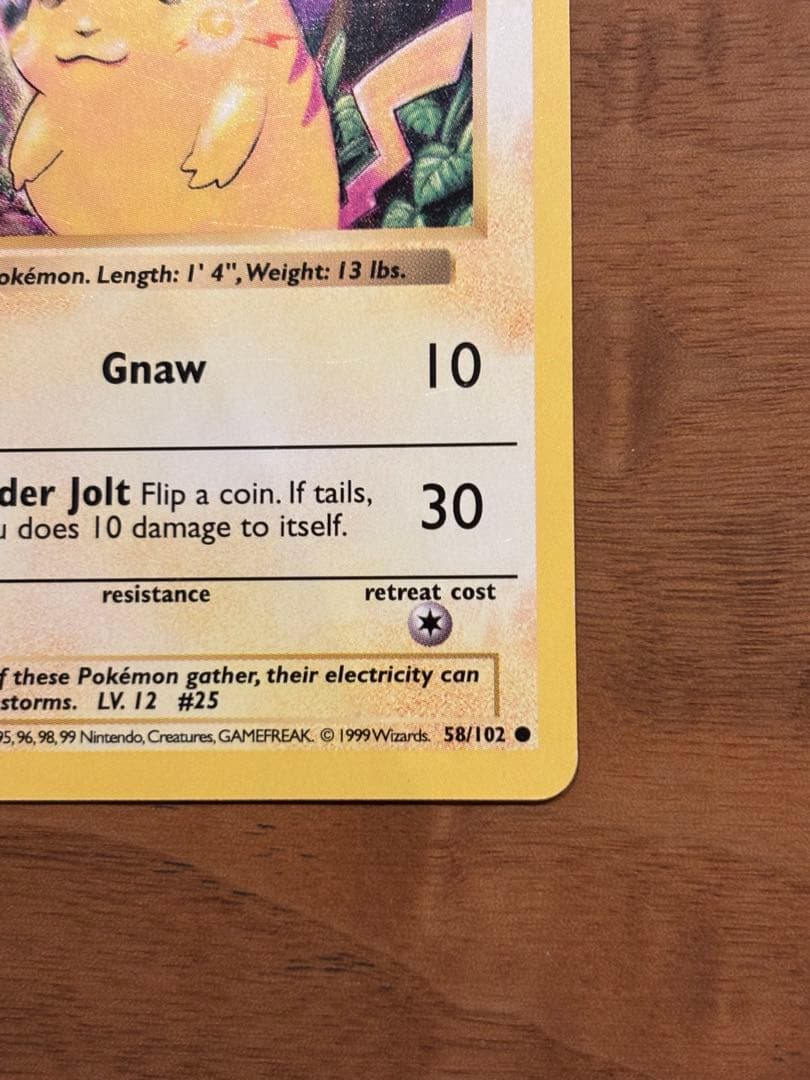 okémon. Length: 1' 4", Weight: 13 lbs.
Gnaw 10
der Jolt Flip a coin. If tails,
u does 10 damage to itself. 30
resistance retreat cost
f these Pokémon gather, their electricity can
storms. LV. 12 #25
95, 96, 98, 99 Nintendo, Creatures, GAMEFREAK. © 1999 Wizards. 58/102 ●